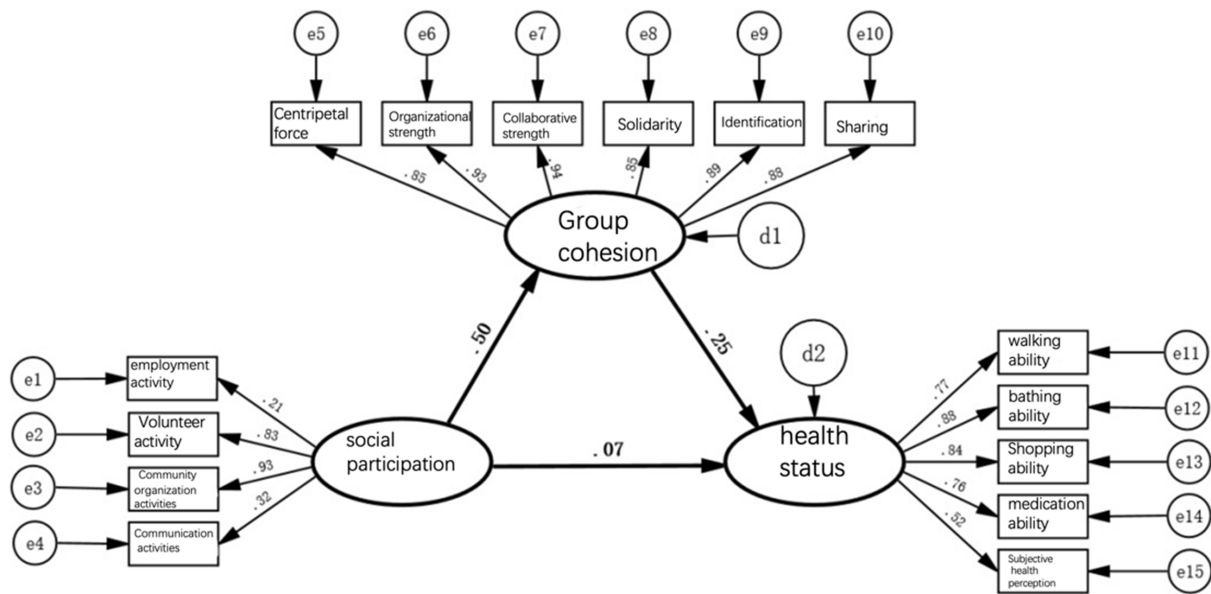 e5
e6
e7
e8
e9
e10
Centripetal
force
Organizational
strength
Collaborative
strength
Solidarity
Identification
Sharing
.85
.93
.94
.85
.89
.88
Group
cohesion
d1
.50
.25
d2
e1
e2
e3
e4
employment
activity
Volunteer
activity
Community
organization
activities
Communication
activities
.21
.83
.93
.32
social
participation
.07
health
status
.77
.88
.84
.76
.52
walking
ability
bathing
ability
Shopping
ability
medication
ability
Subjective
health
perception
e11
e12
e13
e14
e15